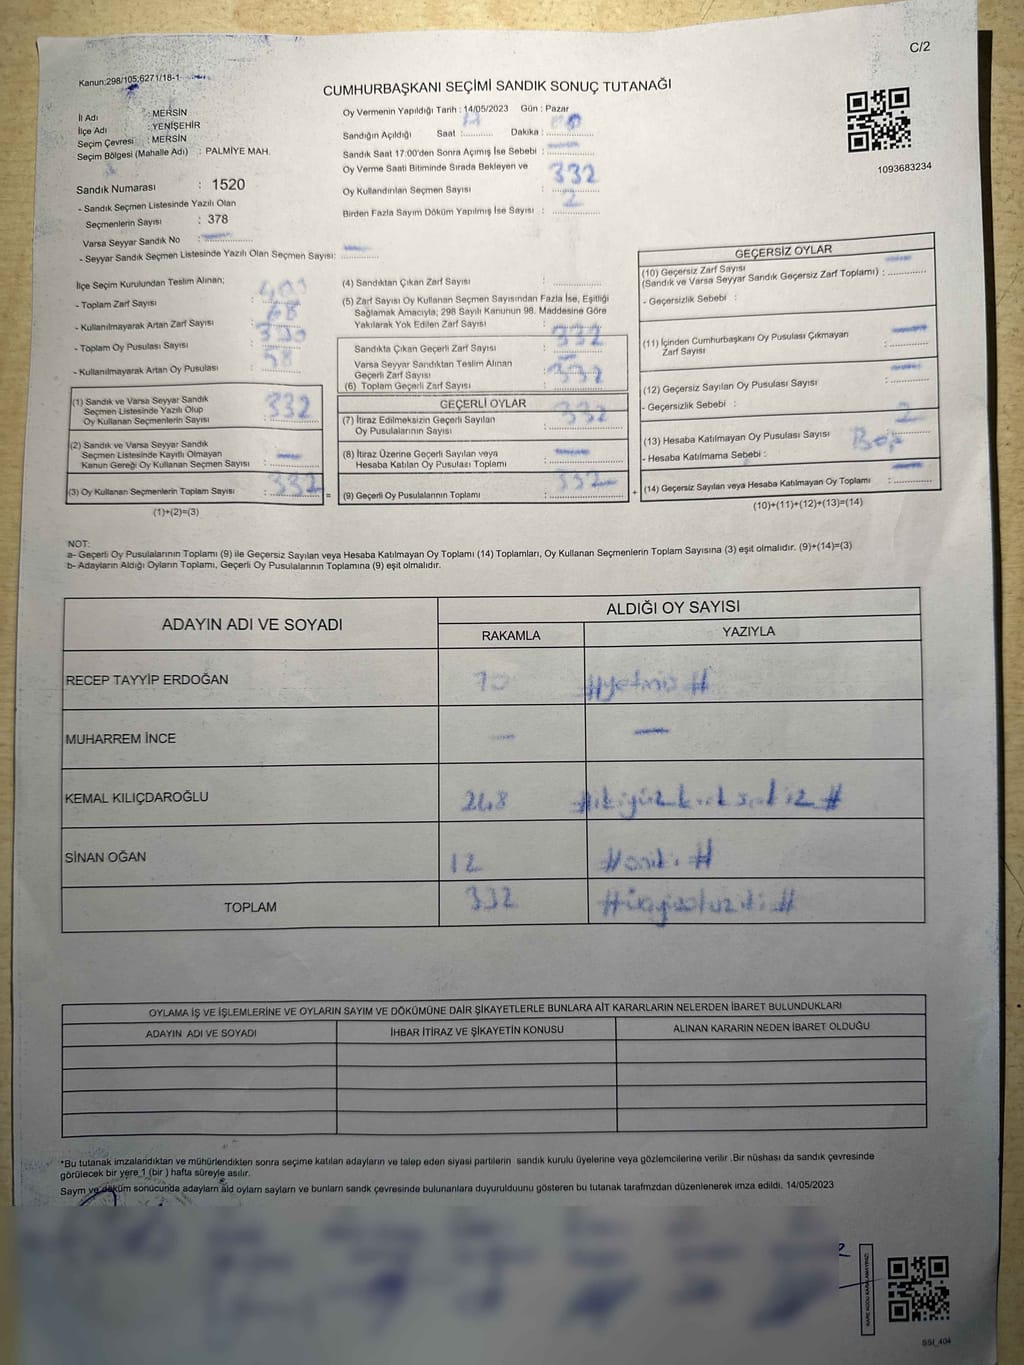 C/2
Kanun:298/105;6271/18-1
CUMHURBAŞKANI SEÇİMİ SANDIK SONUÇ TUTANAĞI
İl Adı : MERSİN
İlçe Adı : YENİŞEHİR
Seçim Çevresi : MERSİN
Seçim Bölgesi (Mahalle Adı) : PALMİYE MAH.
Sandık Numarası : 1520
- Sandık Seçmen Listesinde Yazılı Olan
Seçmenlerin Sayısı : 378
Varsa Seyyar Sandık No :
- Seyyar Sandık Seçmen Listesinde Yazılı Olan Seçmen Sayısı:
Oy Vermenin Yapıldığı Tarih : 14/05/2023 Gün : Pazar
Sandığın Açıldığı Saat : Dakika :
Sandık Saat 17:00'den Sonra Açımış İse Sebebi :
Oy Verme Saati Bitiminde Sırada Bekleyen ve
Oy Kullandırılan Seçmen Sayısı : 332
Birden Fazla Sayım Döküm Yapılmış İse Sayısı : 2
1093683234
İlçe Seçim Kurulundan Teslim Alınan;
- Toplam Zarf Sayısı :
- Kullanılmayarak Artan Zarf Sayısı : 68
- Toplam Oy Pusulası Sayısı :
- Kullanılmayarak Artan Oy Pusulası : 58
(1) Sandık ve Varsa Seyyar Sandık
Seçmen Listesinde Yazılı Olup
Oy Kullanan Seçmenlerin Sayısı : 332
(2) Sandık ve Varsa Seyyar Sandık
Seçmen Listesinde Kayıtlı Olmayan
Kanun Gereği Oy Kullanan Seçmen Sayısı :
(3) Oy Kullanan Seçmenlerin Toplam Sayısı : 332 =
(1)+(2)=(3)
(4) Sandıktan Çıkan Zarf Sayısı :
(5) Zarf Sayısı Oy Kullanan Seçmen Sayısından Fazla İse, Eşitliği
Sağlamak Amacıyla; 298 Sayılı Kanunun 98. Maddesine Göre
Yakılarak Yok Edilen Zarf Sayısı :
Sandıkta Çıkan Geçerli Zarf Sayısı : 332
Varsa Seyyar Sandıktan Teslim Alınan
Geçerli Zarf Sayısı :
(6) Toplam Geçerli Zarf Sayısı : 332
GEÇERLİ OYLAR
(7) İtiraz Edilmeksizin Geçerli Sayılan
Oy Pusulalarının Sayısı : 332
(8) İtiraz Üzerine Geçerli Sayılan veya
Hesaba Katılan Oy Pusulası Toplamı :
(9) Geçerli Oy Pusulalarının Toplamı : 332 +
GEÇERSİZ OYLAR
(10) Geçersiz Zarf Sayısı
(Sandık ve Varsa Seyyar Sandık Geçersiz Zarf Toplamı) :
- Geçersizlik Sebebi :
(11) İçinden Cumhurbaşkanı Oy Pusulası Çıkmayan
Zarf Sayısı :
(12) Geçersiz Sayılan Oy Pusulası Sayısı :
- Geçersizlik Sebebi :
(13) Hesaba Katılmayan Oy Pusulası Sayısı : 2
- Hesaba Katılmama Sebebi : Boş
(14) Geçersiz Sayılan veya Hesaba Katılmayan Oy Toplamı :
(10)+(11)+(12)+(13)=(14)
NOT:
a- Geçerli Oy Pusulalarının Toplamı (9) ile Geçersiz Sayılan veya Hesaba Katılmayan Oy Toplamı (14) Toplamları, Oy Kullanan Seçmenlerin Toplam Sayısına (3) eşit olmalıdır. (9)+(14)=(3)
b- Adayların Aldığı Oyların Toplamı, Geçerli Oy Pusulalarının Toplamına (9) eşit olmalıdır.
ADAYIN ADI VE SOYADI ALDIĞI OY SAYISI
RAKAMLA YAZIYLA
RECEP TAYYİP ERDOĞAN 70 #yetmiş#
MUHARREM İNCE — —
KEMAL KILIÇDAROĞLU 248 #ikiyüzkırksekiz#
SİNAN OĞAN 12 #oniki#
TOPLAM 332
OYLAMA İŞ VE İŞLEMLERİNE VE OYLARIN SAYIM VE DÖKÜMÜNE DAİR ŞİKAYETLERLE BUNLARA AİT KARARLARIN NELERDEN İBARET BULUNDUKLARI
ADAYIN ADI VE SOYADI İHBAR İTİRAZ VE ŞİKAYETİN KONUSU ALINAN KARARIN NEDEN İBARET OLDUĞU
*Bu tutanak imzalandıktan ve mühürlendikten sonra seçime katılan adayların ve talep eden siyasi partilerin sandık kurulu üyelerine veya gözlemcilerine verilir .Bir nüshası da sandık çevresinde
görülecek bir yere 1 (bir ) hafta süreyle asılır.
Sayım ve döküm sonucunda adayların ald oyların sayların ve bunların sandk çevresinde bulunanlara duyurulduunu gösteren bu tutanak tarafmzdan düzenlenerek imza edildi. 14/05/2023
SSI_404